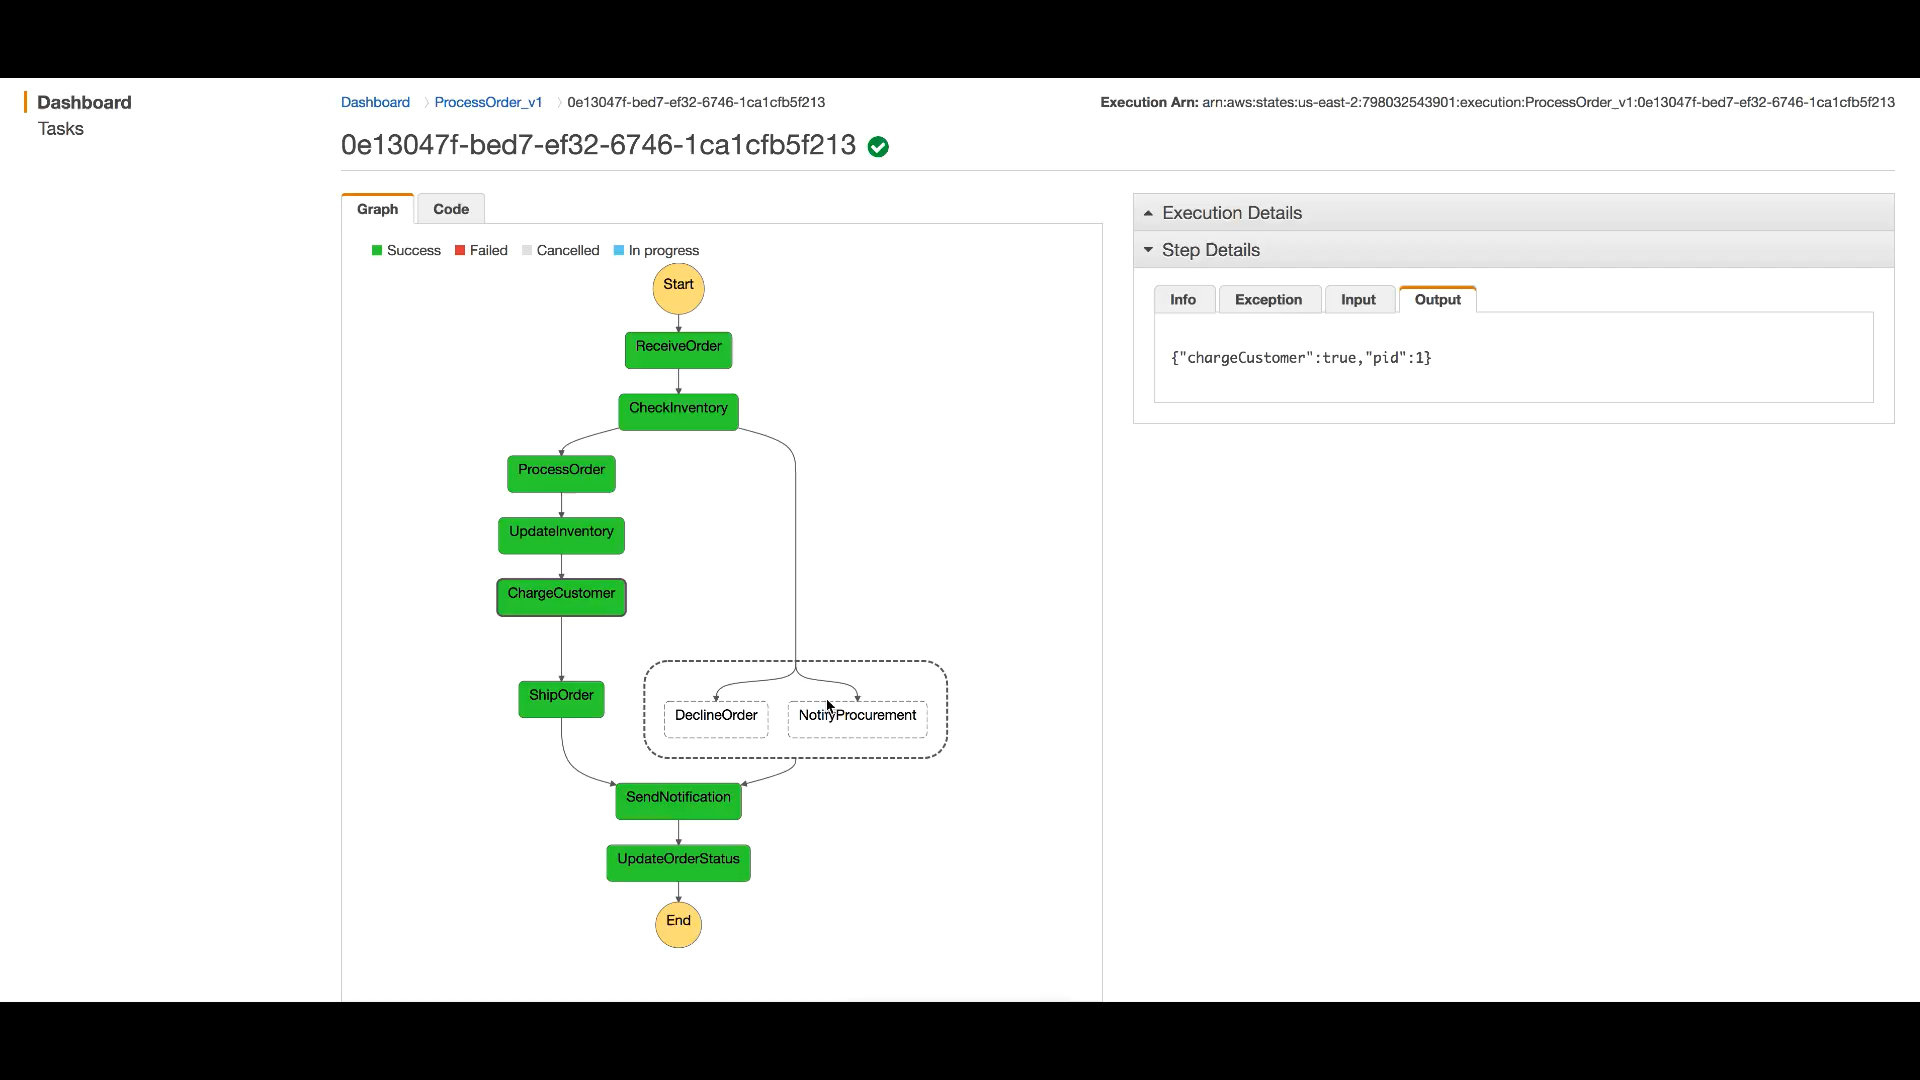 Dashboard
Tasks
Dashboard ProcessOrder_v1 0e13047f-bed7-ef32-6746-1ca1cfb5f213
Execution Arn: arn:aws:states:us-east-2:798032543901:execution:ProcessOrder_v1:0e13047f-bed7-ef32-6746-1ca1cfb5f213
0e13047f-bed7-ef32-6746-1ca1cfb5f213
Graph Code
Success Failed Cancelled In progress
Start
ReceiveOrder
CheckInventory
ProcessOrder
UpdateInventory
ChargeCustomer
ShipOrder
DeclineOrder NotifyProcurement
SendNotification
UpdateOrderStatus
End
Execution Details
Step Details
Info Exception Input Output
{"chargeCustomer":true,"pid":1}